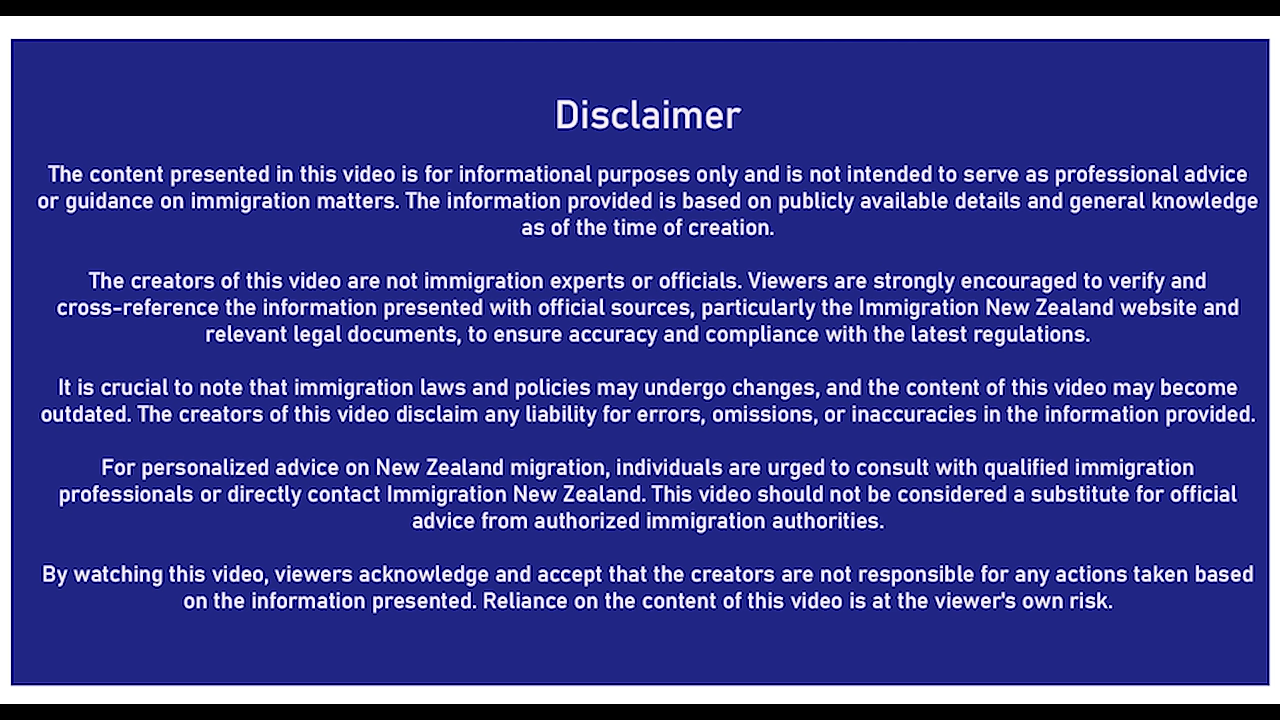 Disclaimer
The content presented in this video is for informational purposes only and is not intended to serve as professional advice
or guidance on immigration matters. The information provided is based on publicly available details and general knowledge
as of the time of creation.
The creators of this video are not immigration experts or officials. Viewers are strongly encouraged to verify and
cross-reference the information presented with official sources, particularly the Immigration New Zealand website and
relevant legal documents, to ensure accuracy and compliance with the latest regulations.
It is crucial to note that immigration laws and policies may undergo changes, and the content of this video may become
outdated. The creators of this video disclaim any liability for errors, omissions, or inaccuracies in the information provided.
For personalized advice on New Zealand migration, individuals are urged to consult with qualified immigration
professionals or directly contact Immigration New Zealand. This video should not be considered a substitute for official
advice from authorized immigration authorities.
By watching this video, viewers acknowledge and accept that the creators are not responsible for any actions taken based
on the information presented. Reliance on the content of this video is at the viewer's own risk.